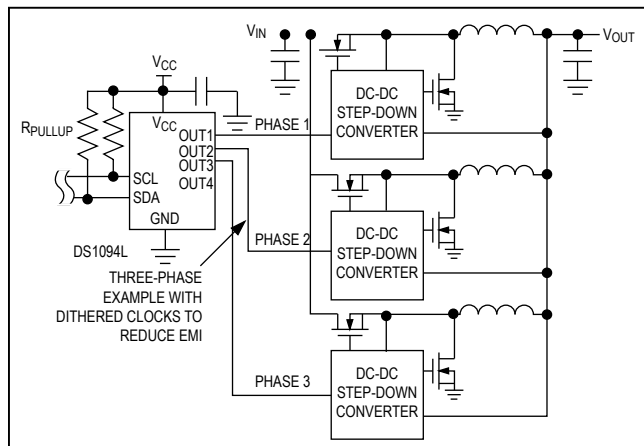 VIN
VOUT
VCC
RPULLUP
VCC
OUT1
OUT2
OUT3
OUT4
SCL
SDA
GND
DS1094L
PHASE 1
DC-DC
STEP-DOWN
CONVERTER
PHASE 2
DC-DC
STEP-DOWN
CONVERTER
THREE-PHASE
EXAMPLE WITH
DITHERED CLOCKS TO
REDUCE EMI
PHASE 3
DC-DC
STEP-DOWN
CONVERTER